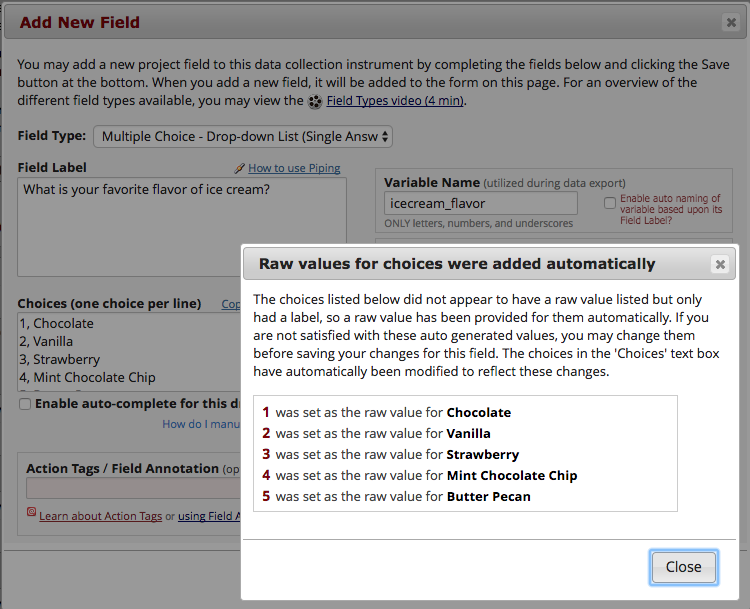 Add New Field
You may add a new project field to this data collection instrument by completing the fields below and clicking the Save
button at the bottom. When you add a new field, it will be added to the form on this page. For an overview of the
different field types available, you may view the Field Types video (4 min).
Field Type: Multiple Choice - Drop-down List (Single Answ
Field Label
How to use Piping
What is your favorite flavor of ice cream?
Variable Name (utilized during data export)
icecream_flavor
ONLY letters, numbers, and underscores
Enable auto naming of
variable based upon its
Field Label?
Choices (one choice per line) Cop
1, Chocolate
2, Vanilla
3, Strawberry
4, Mint Chocolate Chip
Enable auto-complete for this dr
How do I manu
Action Tags / Field Annotation (op
Learn about Action Tags or using Field A
Raw values for choices were added automatically
The choices listed below did not appear to have a raw value listed but only
had a label, so a raw value has been provided for them automatically. If you
are not satisfied with these auto generated values, you may change them
before saving your changes for this field. The choices in the 'Choices' text box
have automatically been modified to reflect these changes.
1 was set as the raw value for Chocolate
2 was set as the raw value for Vanilla
3 was set as the raw value for Strawberry
4 was set as the raw value for Mint Chocolate Chip
5 was set as the raw value for Butter Pecan
Close